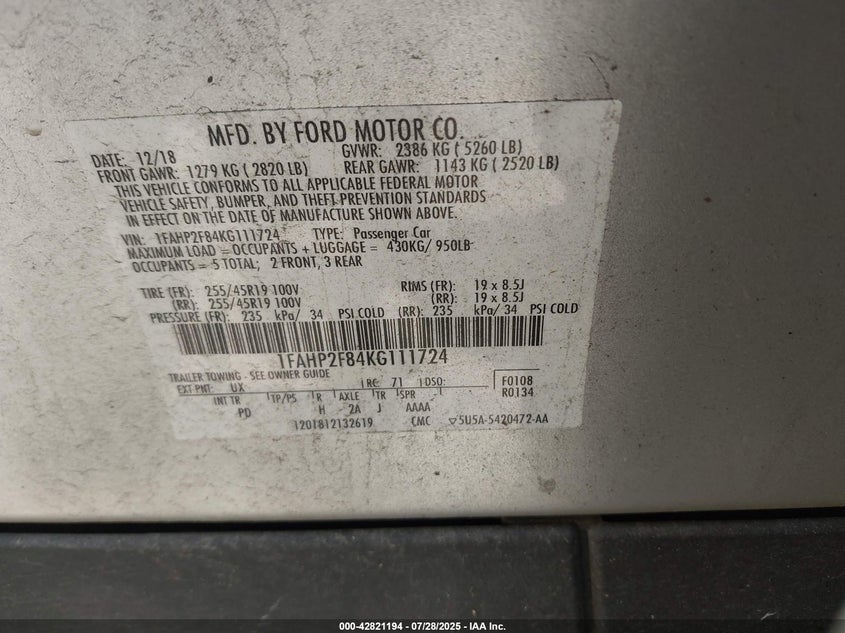 MFD. BY FORD MOTOR CO.
DATE: 12/18 GVWR: 2386 KG ( 5260 LB)
FRONT GAWR: 1279 KG ( 2820 LB) REAR GAWR: 1143 KG ( 2520 LB)
THIS VEHICLE CONFORMS TO ALL APPLICABLE FEDERAL MOTOR
VEHICLE SAFETY, BUMPER, AND THEFT PREVENTION STANDARDS
IN EFFECT ON THE DATE OF MANUFACTURE SHOWN ABOVE.
VIN: 1FAHP2F84KG111724 TYPE: Passenger Car
MAXIMUM LOAD = OCCUPANTS + LUGGAGE = 430KG/ 950LB
OCCUPANTS = 5 TOTAL; 2 FRONT, 3 REAR
TIRE (FR): 255/45R19 100V RIMS (FR): 19 x 8.5J
(RR): 255/45R19 100V (RR): 19 x 8.5J
PRESSURE (FR): 235 kPa/ 34 PSI COLD (RR): 235 kPa/ 34 PSI COLD
1FAHP2F84KG111724
TRAILER TOWING - SEE OWNER GUIDE
EXT PNT: UX RC: 71 DSO: F0108
INT TR TP/PS R AXLE TR SPR R0134
PD H 2A J AAAA
1201812132619 CMC ▽5U5A-5420472-AA
000-42821194 - 07/28/2025 - IAA Inc.